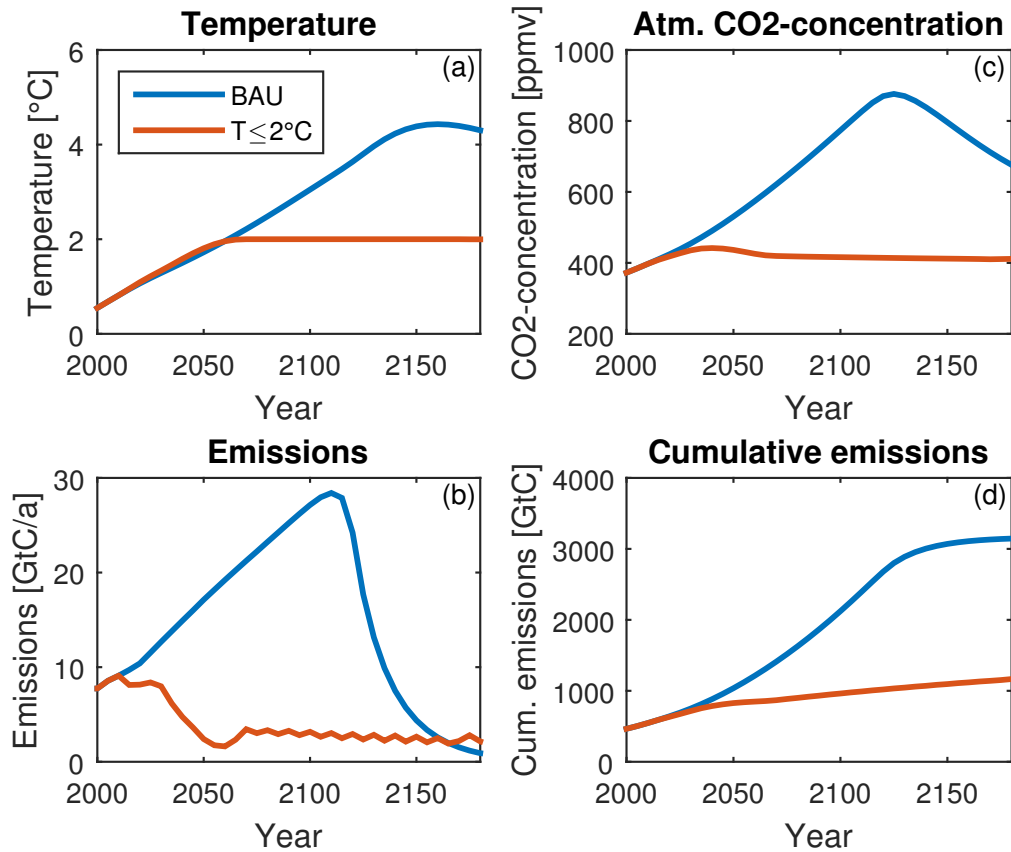 Temperature
Temperature [°C]
6
4
2
0
(a)
BAU
T≤2°C
2000 2050 2100 2150
Year
Atm. CO2-concentration
CO2-concentration [ppmv]
1000
800
600
400
200
(c)
2000 2050 2100 2150
Year
Emissions
Emissions [GtC/a]
30
20
10
0
(b)
2000 2050 2100 2150
Year
Cumulative emissions
Cum. emissions [GtC]
4000
3000
2000
1000
0
(d)
2000 2050 2100 2150
Year